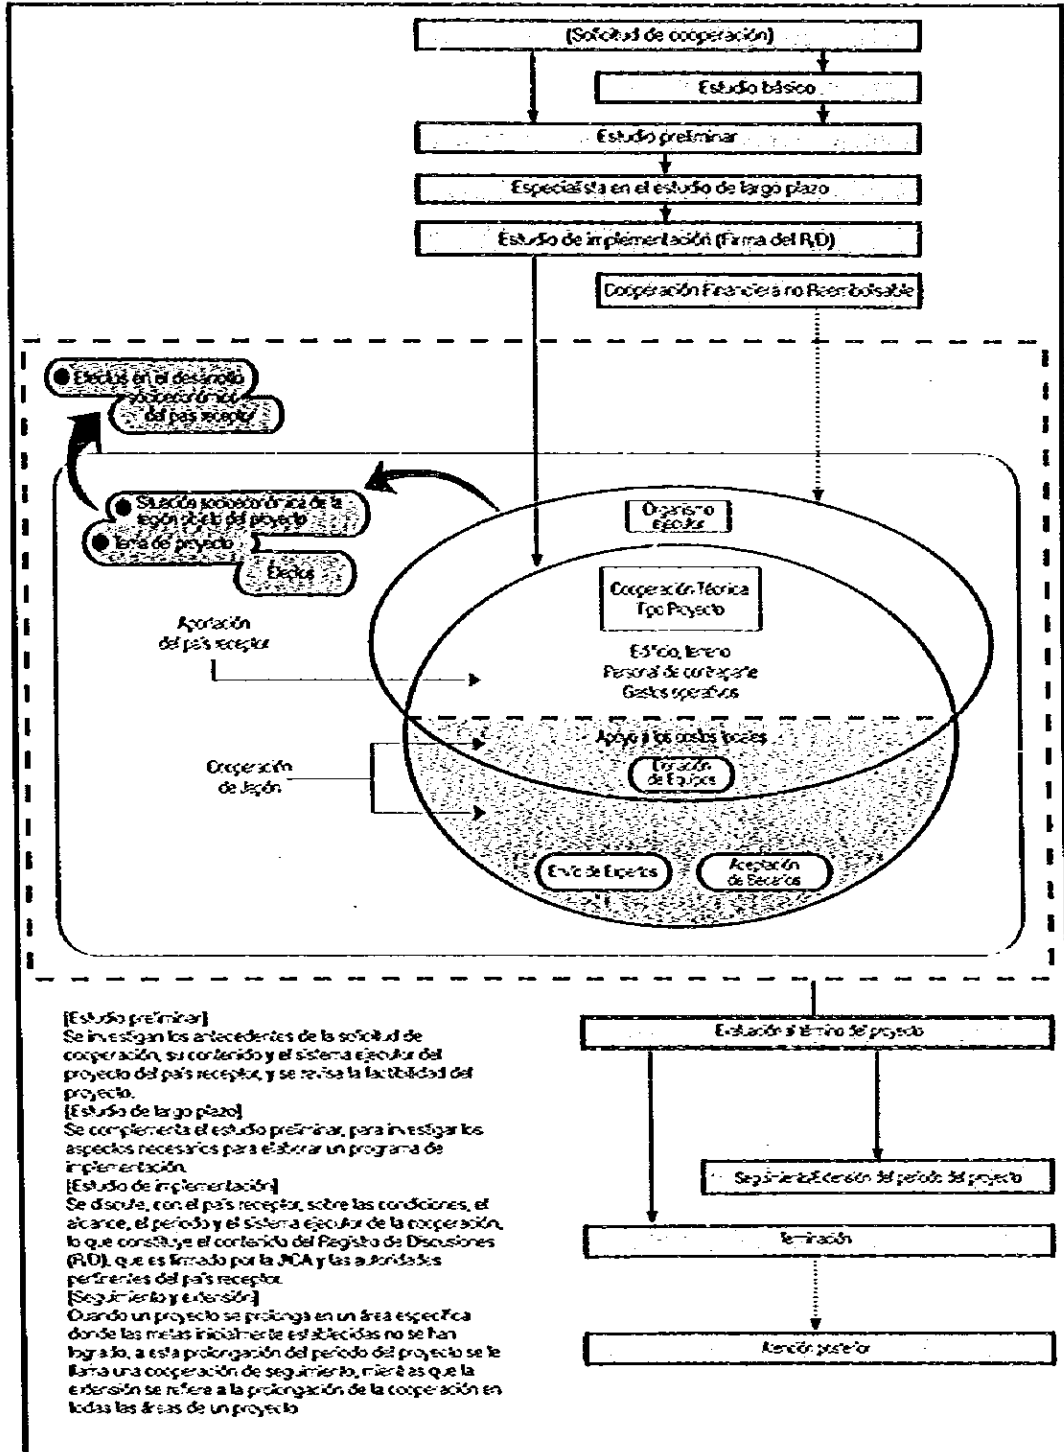 (Solicitud de cooperación)
Estudio básico
Estudio preliminar
Especialista en el estudio de largo plazo
Estudio de implementación (Firma del R/D)
Cooperación Financiera no Reembolsable
Efectos en el desarrollo
socioeconómico
del país receptor
Situación socioeconómica de la
región objeto del proyecto
Tema del proyecto
Efectos
Organismo
ejecutor
Cooperación Técnica
Tipo Proyecto
Aportación
del país receptor
Edificio, terreno
Personal de contraparte
Gastos operativos
Apoyo a los costos locales
Donación
de Equipos
Cooperación
de Japón
Envío de Expertos
Aceptación
de Becarios
[Estudio preliminar]
Se investigan los antecedentes de la solicitud de
cooperación, su contenido y el sistema ejecutor del
proyecto del país receptor, y se revisa la factibilidad del
proyecto.
[Estudio de largo plazo]
Se complementa el estudio preliminar, para investigar los
aspectos necesarios para elaborar un programa de
implementación.
[Estudio de implementación]
Se discute, con el país receptor, sobre las condiciones, el
alcance, el período y el sistema ejecutor de la cooperación,
lo que constituye el contenido del Registro de Discusiones
(R/D), que es firmado por la JICA y las autoridades
pertinentes del país receptor.
[Seguimiento y extensión]
Cuando un proyecto se prolonga en un área específica
donde las metas inicialmente establecidas no se han
logrado, a esta prolongación del período del proyecto se le
llama una cooperación de seguimiento, mientras que la
extensión se refiere a la prolongación de la cooperación en
todas las áreas de un proyecto
Evaluación al término del proyecto
Seguimiento/Extensión del período del proyecto
Terminación
Atención posterior